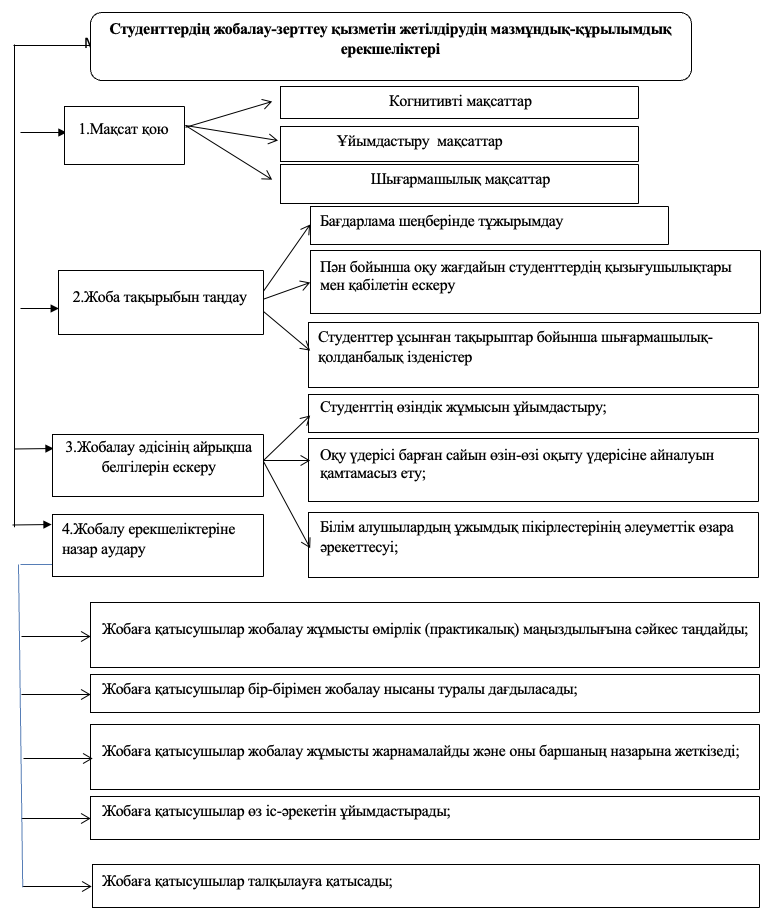 Студенттердің жобалау-зерттеу қызметін жетілдірудің мазмұндық-құрылымдық
ерекшеліктері
1.Мақсат қою
Когнитивті мақсаттар
Ұйымдастыру мақсаттар
Шығармашылық мақсаттар
2.Жоба тақырыбын таңдау
Бағдарлама шеңберінде тұжырымдау
Пән бойынша оқу жағдайын студенттердің қызығушылықтары
мен қабілетін ескеру
Студенттер ұсынған тақырыптар бойынша шығармашылық-
қолданбалық ізденістер
3.Жобалау әдісінің айрықша
белгілерін ескеру
Студенттің өзіндік жұмысын ұйымдастыру;
Оқу үдерісі барған сайын өзін-өзі оқыту үдерісіне айналуын
қамтамасыз ету;
Білім алушылардың ұжымдық пікірлестерінің әлеуметтік өзара
әрекеттесуі;
4.Жобалу ерекшеліктеріне
назар аудару
Жобаға қатысушылар жобалау жұмысты өмірлік (практикалық) маңыздылығына сәйкес таңдайды;
Жобаға қатысушылар бір-бірімен жобалау нысаны туралы дағдыласады;
Жобаға қатысушылар жобалау жұмысты жарнамалайды және оны баршаның назарына жеткізеді;
Жобаға қатысушылар өз іс-әрекетін ұйымдастырады;
Жобаға қатысушылар талқылауға қатысады;